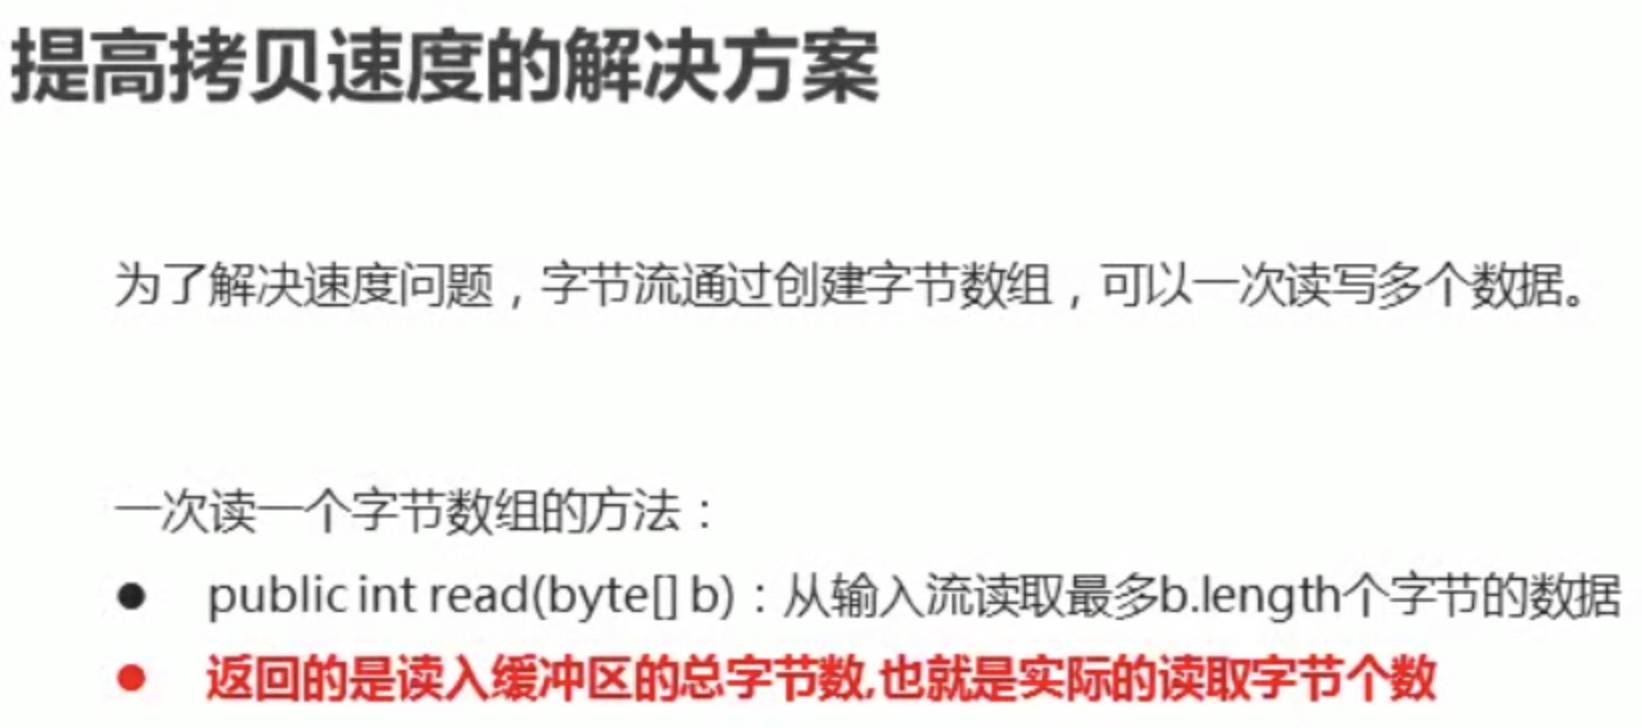 提高拷贝速度的解决方案
为了解决速度问题，字节流通过创建字节数组，可以一次读写多个数据。
一次读一个字节数组的方法：
● public int read(byte[] b)：从输入流读取最多b.length个字节的数据
● 返回的是读入缓冲区的总字节数,也就是实际的读取字节个数